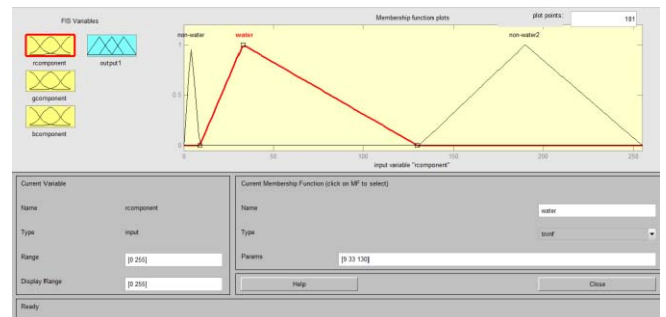 FIS Variables
Membership function plots
plot points:
181
rcomponent
output1
gcomponent
bcomponent
non-water
water
non-water2
1
0.5
0
0
50
100
150
200
250
input variable "rcomponent"
Current Variable
Name
rcomponent
Type
input
Range
[0 255]
Display Range
[0 255]
Current Membership Function (click on MF to select)
Name
water
Type
trimf
Params
[9 33 130]
Help
Close
Ready